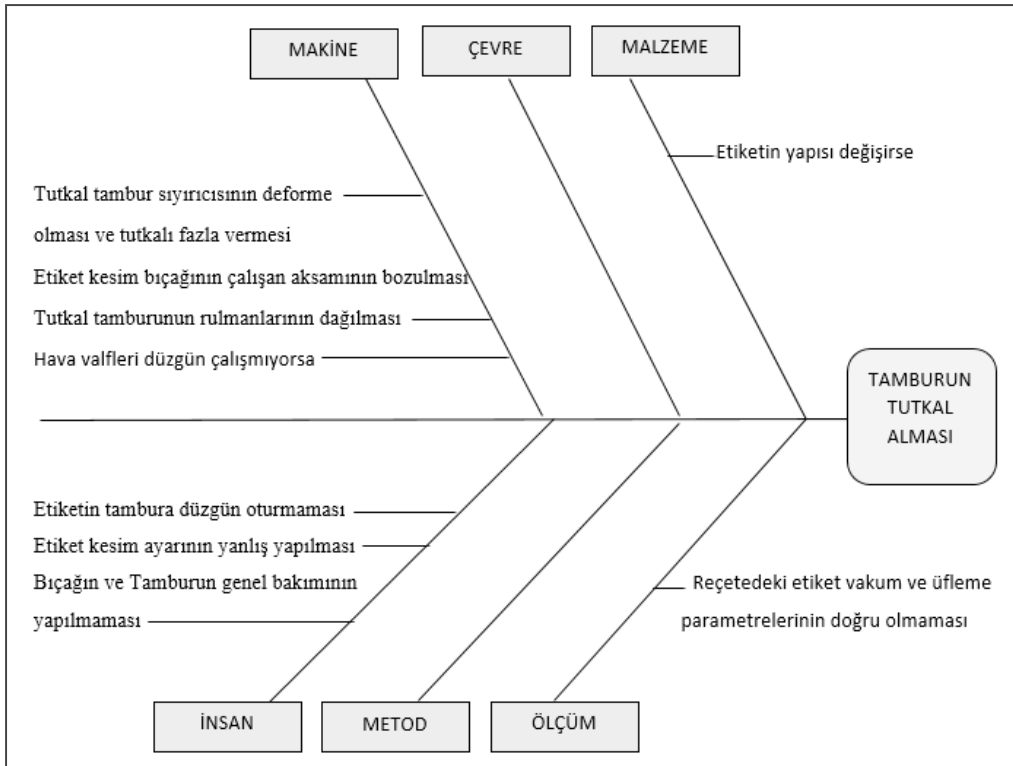 MAKİNE
ÇEVRE
MALZEME
Etiketin yapısı değişirse
Tutkal tambur sıyırıcısının deforme
olması ve tutkalı fazla vermesi
Etiket kesim bıçağının çalışan aksamının bozulması
Tutkal tamburunun rulmanlarının dağılması
Hava valfleri düzgün çalışmıyorsa
TAMBURUN
TUTKAL
ALMASI
Etiketin tambura düzgün oturmaması
Etiket kesim ayarının yanlış yapılması
Bıçağın ve Tamburun genel bakımının
yapılmaması
Reçetedeki etiket vakum ve üfleme
parametrelerinin doğru olmaması
İNSAN
METOD
ÖLÇÜM